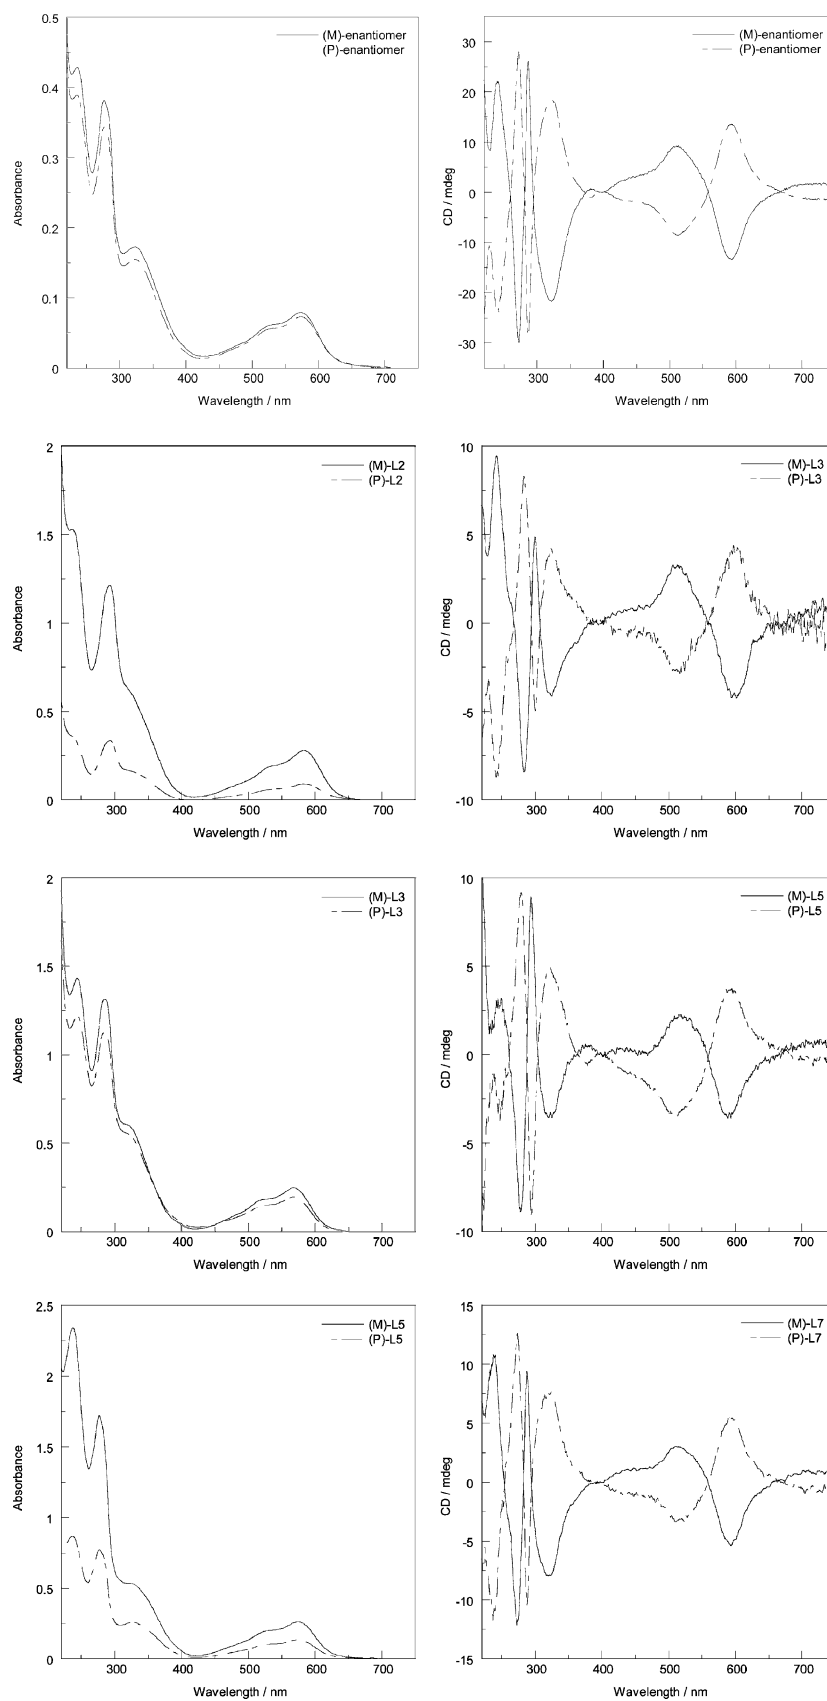 0.5
0.4
0.3
0.2
0.1
0
Absorbance
(M)-enantiomer
(P)-enantiomer
300 400 500 600 700
Wavelength / nm
30
20
10
0
-10
-20
-30
CD / mdeg
(M)-enantiomer
(P)-enantiomer
300 400 500 600 700
Wavelength / nm
2
1.5
1
0.5
0
Absorbance
(M)-L2
(P)-L2
300 400 500 600 700
Wavelength / nm
10
5
0
-5
-10
CD / mdeg
(M)-L3
(P)-L3
300 400 500 600 700
Wavelength / nm
2
1.5
1
0.5
0
Absorbance
(M)-L3
(P)-L3
300 400 500 600 700
Wavelength / nm
10
5
0
-5
-10
CD / mdeg
(M)-L5
(P)-L5
300 400 500 600 700
Wavelength / nm
2.5
2
1.5
1
0.5
0
Absorbance
(M)-L5
(P)-L5
300 400 500 600 700
Wavelength / nm
15
10
5
0
-5
-10
-15
CD / mdeg
(M)-L7
(P)-L7
300 400 500 600 700
Wavelength / nm